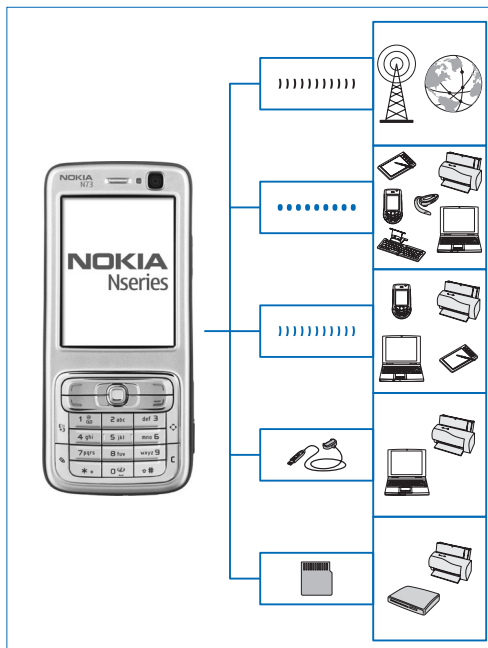 NOKIA
N73
NOKIA
Nseries
1
2 abc
def 3
4 ghi
5 jkl
mno 6
7pqrs
8 tuv
wxyz 9
* +
0
#